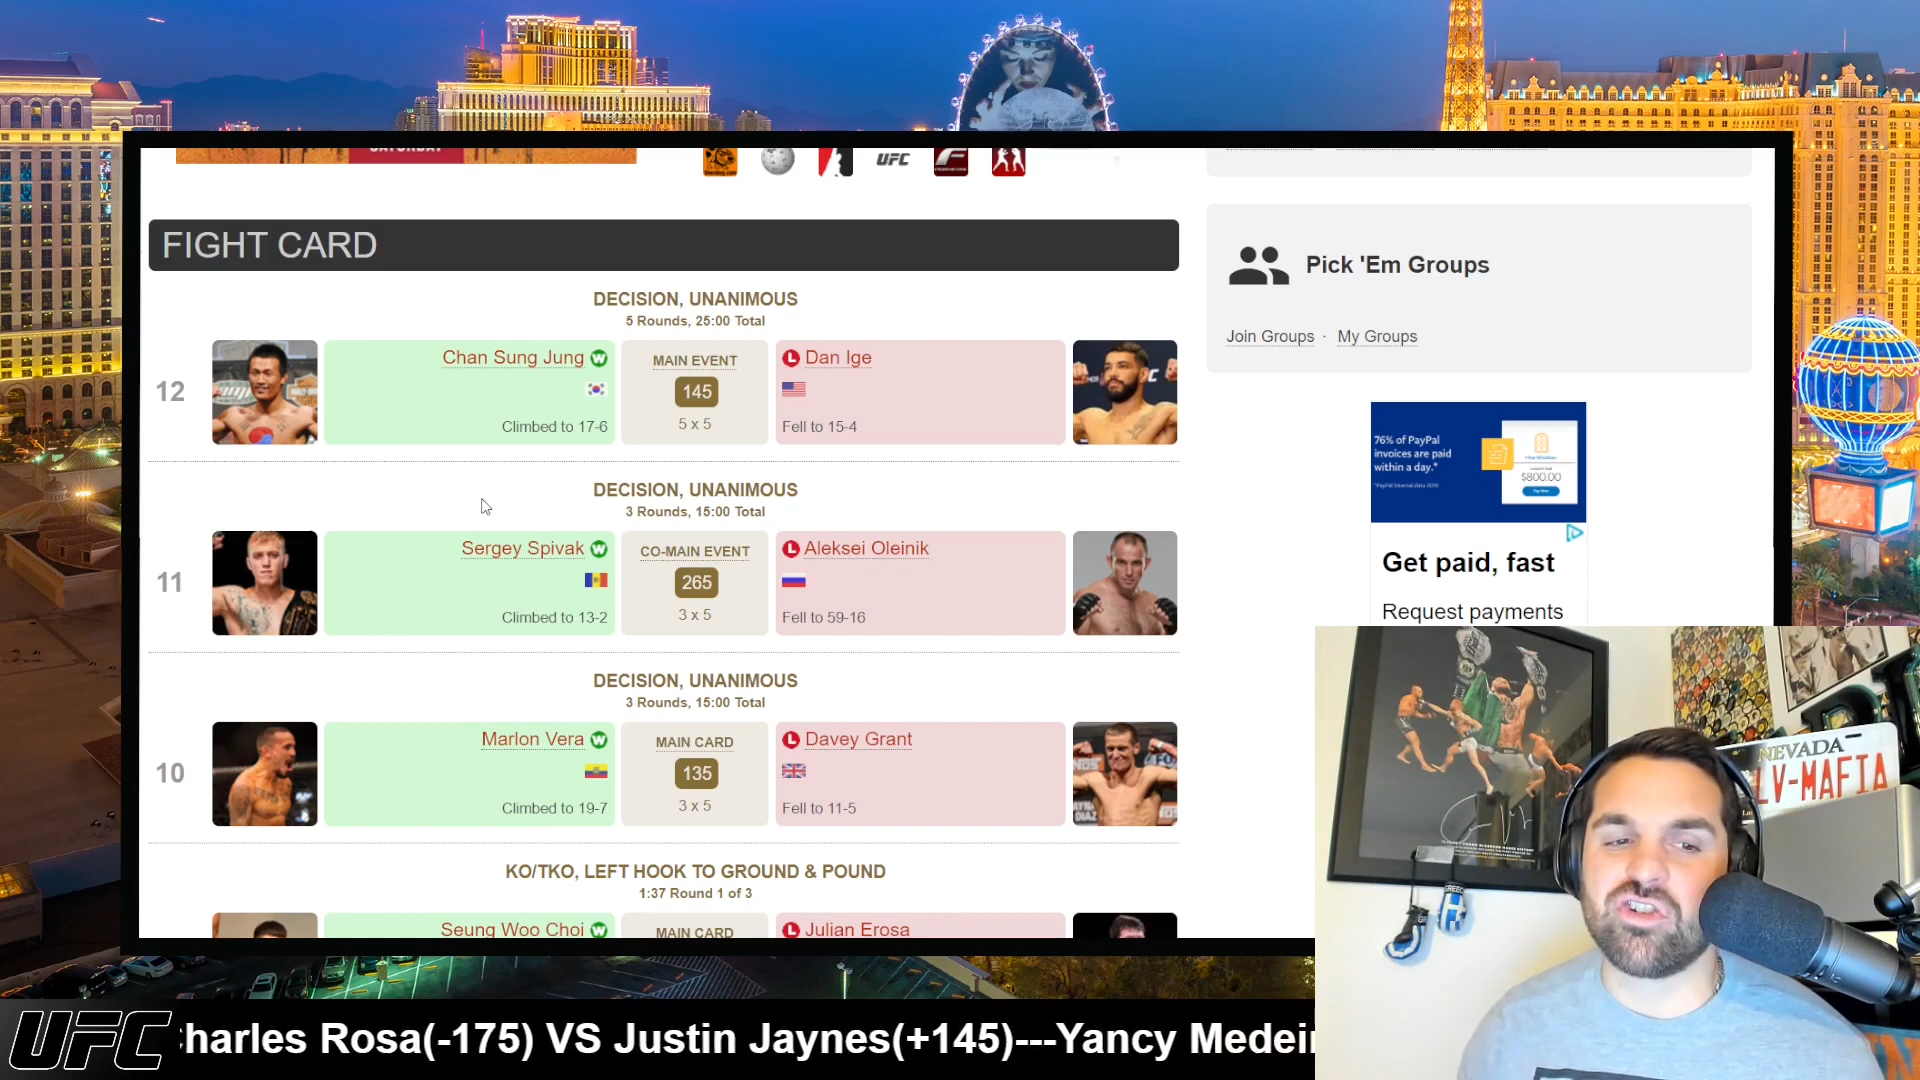 SATURDAY
UFC
FIGHT CARD
DECISION, UNANIMOUS
5 Rounds, 25:00 Total
12
Chan Sung Jung W
Climbed to 17-6
MAIN EVENT
145
5 x 5
L Dan Ige
Fell to 15-4
DECISION, UNANIMOUS
3 Rounds, 15:00 Total
11
Sergey Spivak W
Climbed to 13-2
CO-MAIN EVENT
265
3 x 5
L Aleksei Oleinik
Fell to 59-16
DECISION, UNANIMOUS
3 Rounds, 15:00 Total
10
Marlon Vera W
Climbed to 19-7
MAIN CARD
135
3 x 5
L Davey Grant
Fell to 11-5
KO/TKO, LEFT HOOK TO GROUND & POUND
1:37 Round 1 of 3
Seung Woo Choi W
MAIN CARD
L Julian Erosa
Pick 'Em Groups
Join Groups · My Groups
76% of PayPal
invoices are paid
within a day.*
$800.00
Get paid, fast
Request payments
NEVADA
LV-MAFIA
GREECE
UFC
Charles Rosa(-175) VS Justin Jaynes(+145)---Yancy Medei